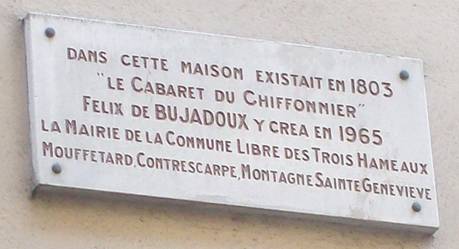 DANS CETTE MAISON EXISTAIT EN 1803
"LE CABARET DU CHIFFONNIER"
FELIX DE BUJADOUX Y CREA EN 1965
LA MAIRIE DE LA COMMUNE LIBRE DES TROIS HAMEAUX
MOUFFETARD, CONTRESCARPE, MONTAGNE SAINTE GENEVIEVE